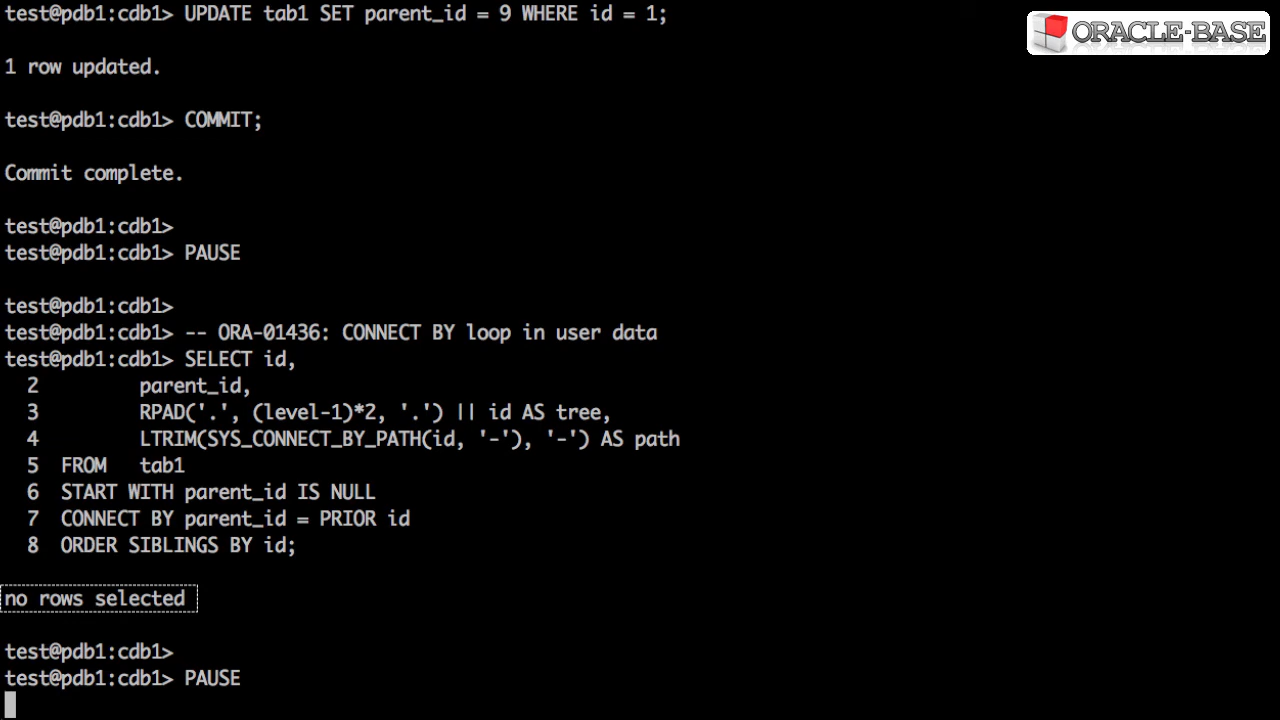 test@pdb1:cdb1> UPDATE tab1 SET parent_id = 9 WHERE id = 1;
ORACLE-BASE
1 row updated.
test@pdb1:cdb1> COMMIT;
Commit complete.
test@pdb1:cdb1>
test@pdb1:cdb1> PAUSE
test@pdb1:cdb1>
test@pdb1:cdb1> -- ORA-01436: CONNECT BY loop in user data
test@pdb1:cdb1> SELECT id,
  2         parent_id,
  3         RPAD('.', (level-1)*2, '.') || id AS tree,
  4         LTRIM(SYS_CONNECT_BY_PATH(id, '-'), '-') AS path
  5  FROM   tab1
  6  START WITH parent_id IS NULL
  7  CONNECT BY parent_id = PRIOR id
  8  ORDER SIBLINGS BY id;
no rows selected
test@pdb1:cdb1>
test@pdb1:cdb1> PAUSE